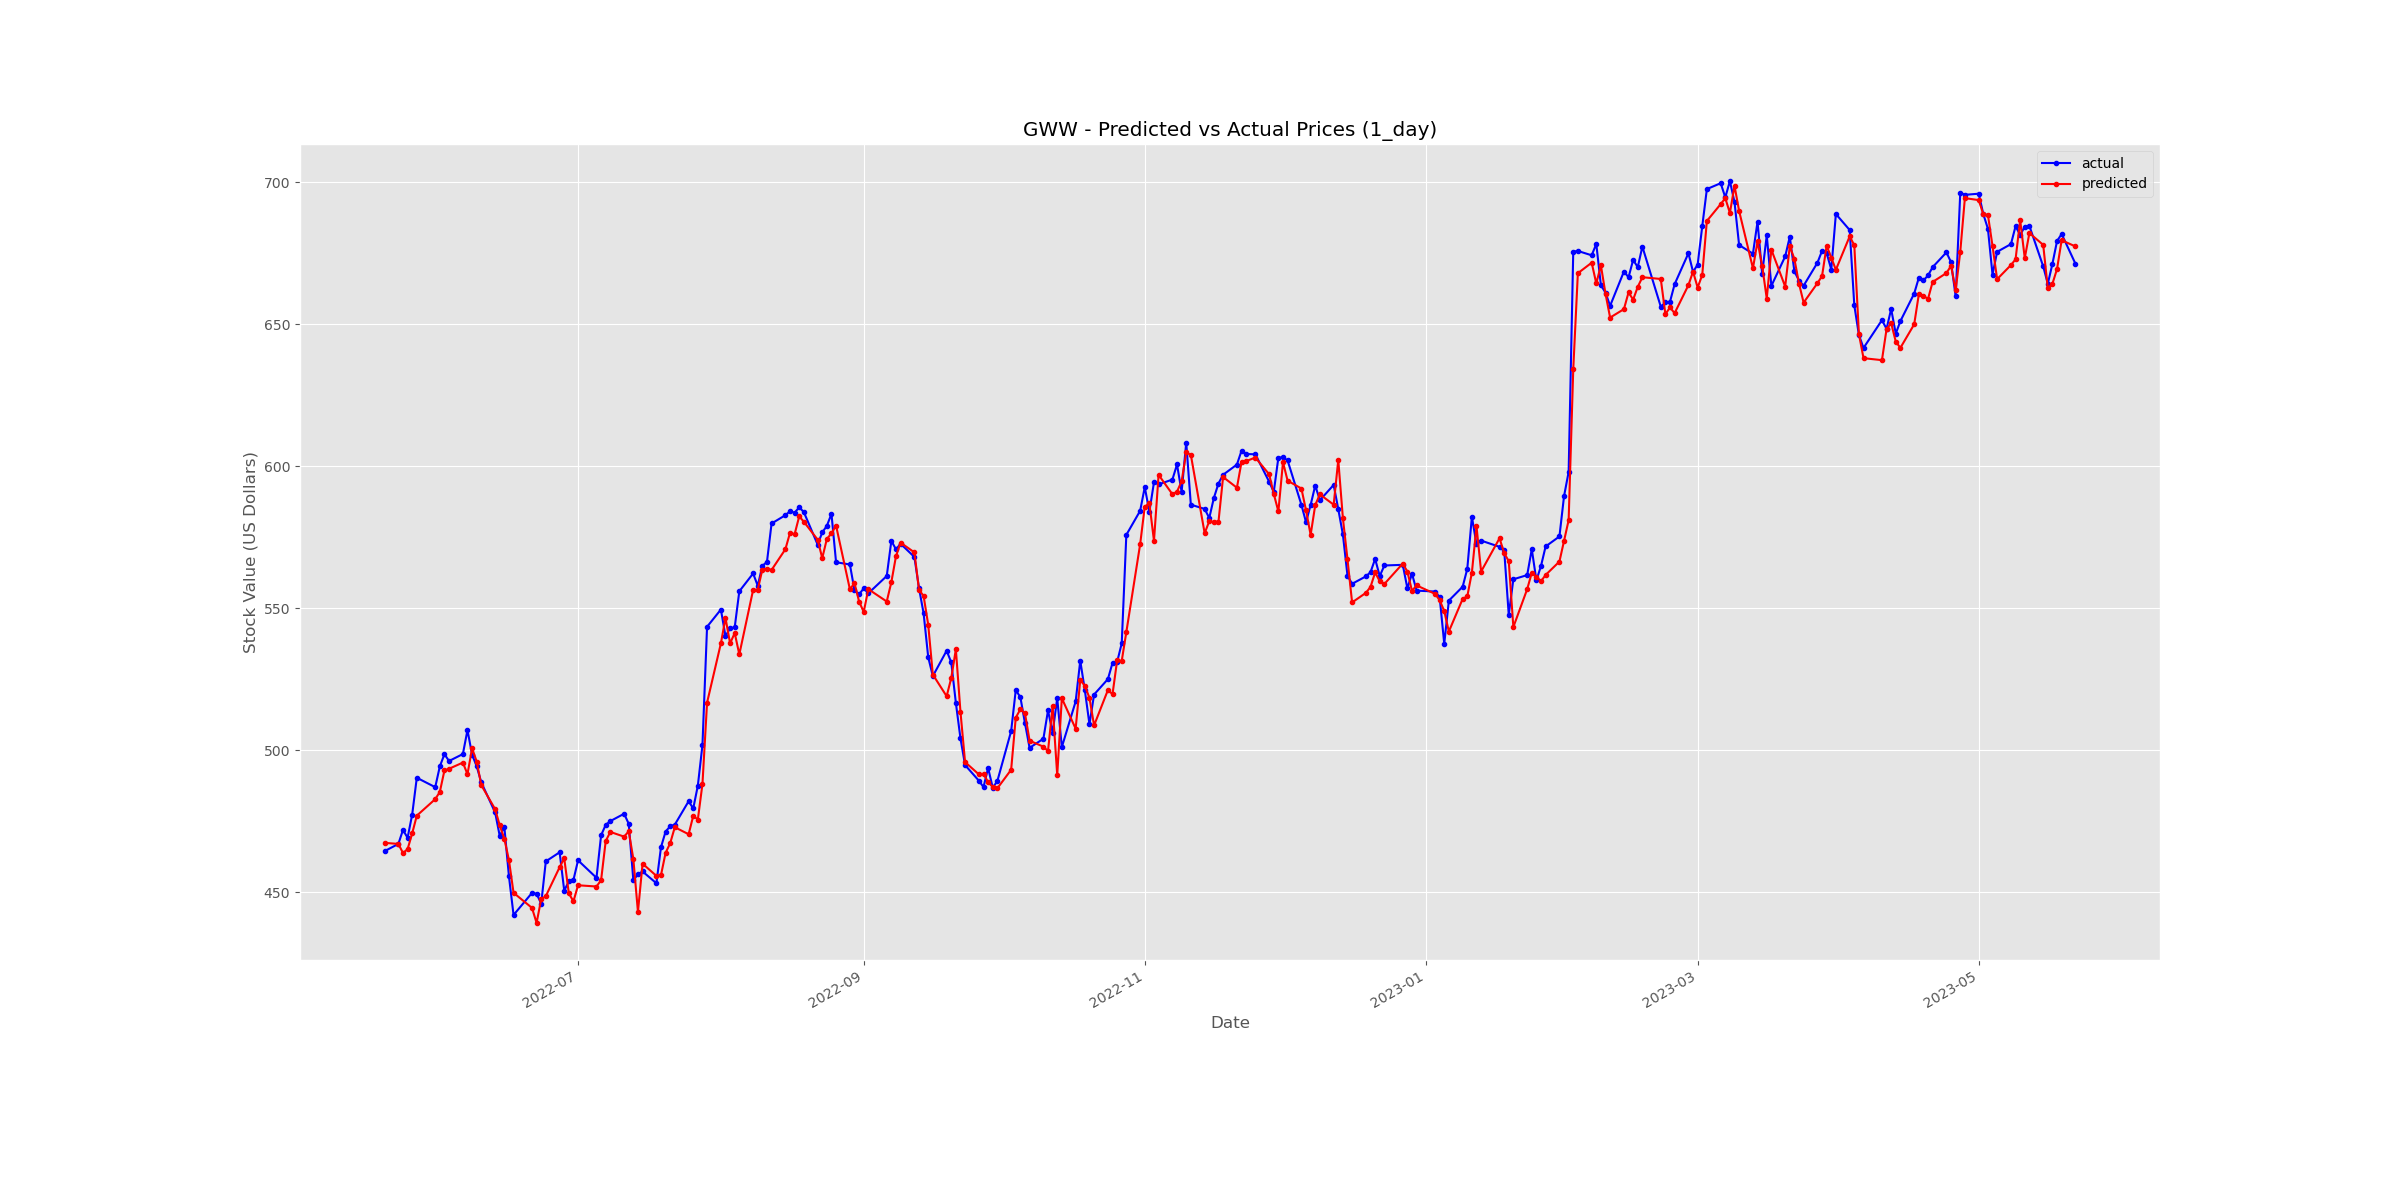 GWW - Predicted vs Actual Prices (1_day)
actual
predicted
Stock Value (US Dollars)
700
650
600
550
500
450
2022-07
2022-09
2022-11
2023-01
2023-03
2023-05
Date